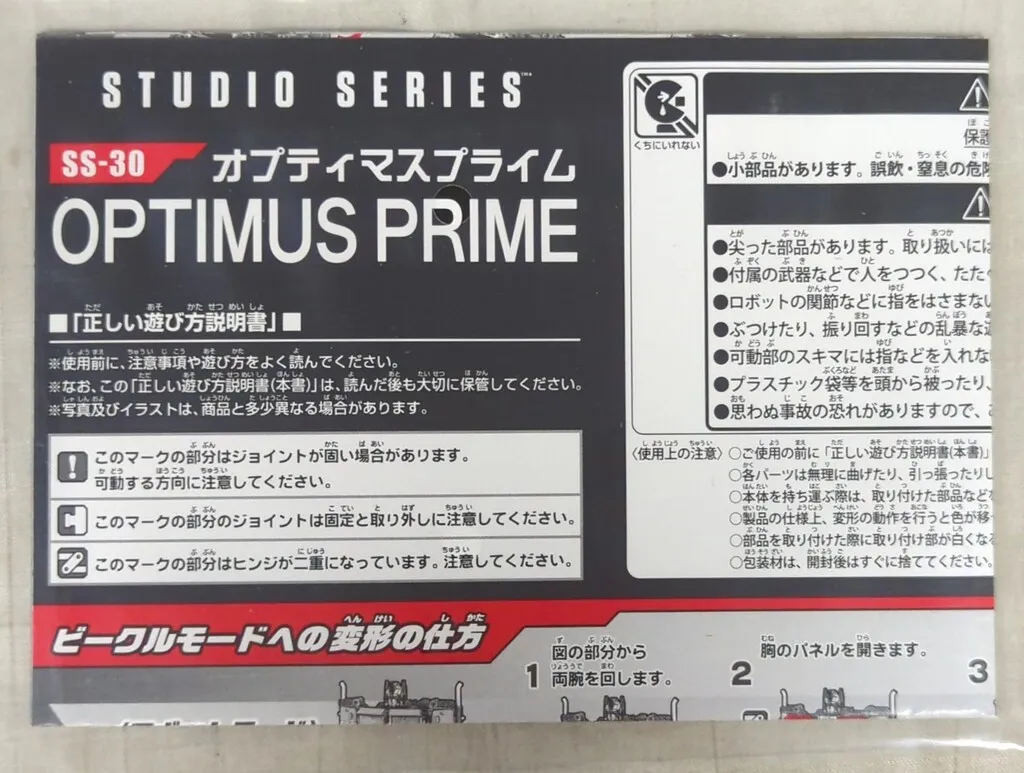 STUDIO SERIES™
SS-30 オプティマスプライム
OPTIMUS PRIME
■「正しい遊び方説明書」■
※使用前に、注意事項や遊び方をよく読んでください。
※なお、この「正しい遊び方説明書(本書)」は、読んだ後も大切に保管してください。
※写真及びイラストは、商品と多少異なる場合があります。
このマークの部分はジョイントが固い場合があります。
可動する方向に注意してください。
このマークの部分のジョイントは固定と取り外しに注意してください。
このマークの部分はヒンジが二重になっています。注意してください。
くちにいれない
保護
●小部品があります。誤飲・窒息の危険
●尖った部品があります。取り扱いには
●付属の武器などで人をつつく、たたく
●ロボットの関節などに指をはさまない
●ぶつけたり、振り回すなどの乱暴な遊
●可動部のスキマには指などを入れな
●プラスチック袋等を頭から被ったり、
●思わぬ事故の恐れがありますので、
〈使用上の注意〉○ご使用の前に「正しい遊び方説明書(本書)」
○各パーツは無理に曲げたり、引っ張ったりし
○本体を持ち運ぶ際は、取り付けた部品など
○製品の仕様上、変形の動作を行うと色が移
○部品を取り付けた際に取り付け部が白くな
○包装材は、開封後はすぐに捨ててください。
ビークルモードへの変形の仕方
1 図の部分から
両腕を回します。
2 胸のパネルを開きます。
3